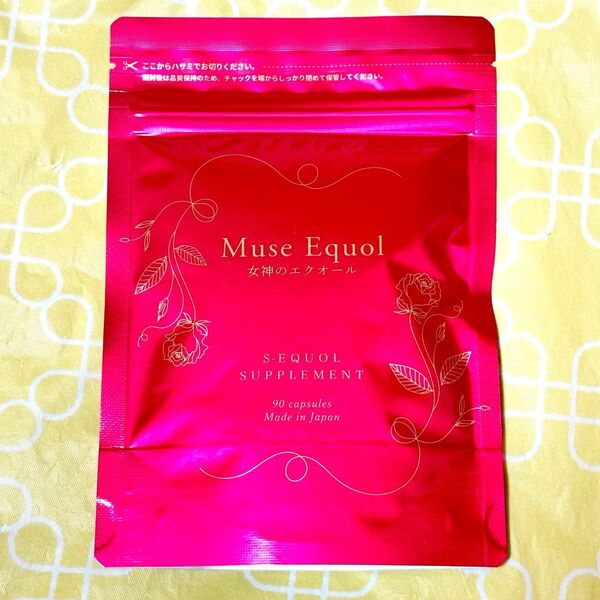 ここからハサミでお切りください。
開封後は品質保持のため、チャックを端からしっかり閉めて保管してください。
Muse Equol
女神のエクオール
S-EQUOL
SUPPLEMENT
90 capsules
Made in Japan